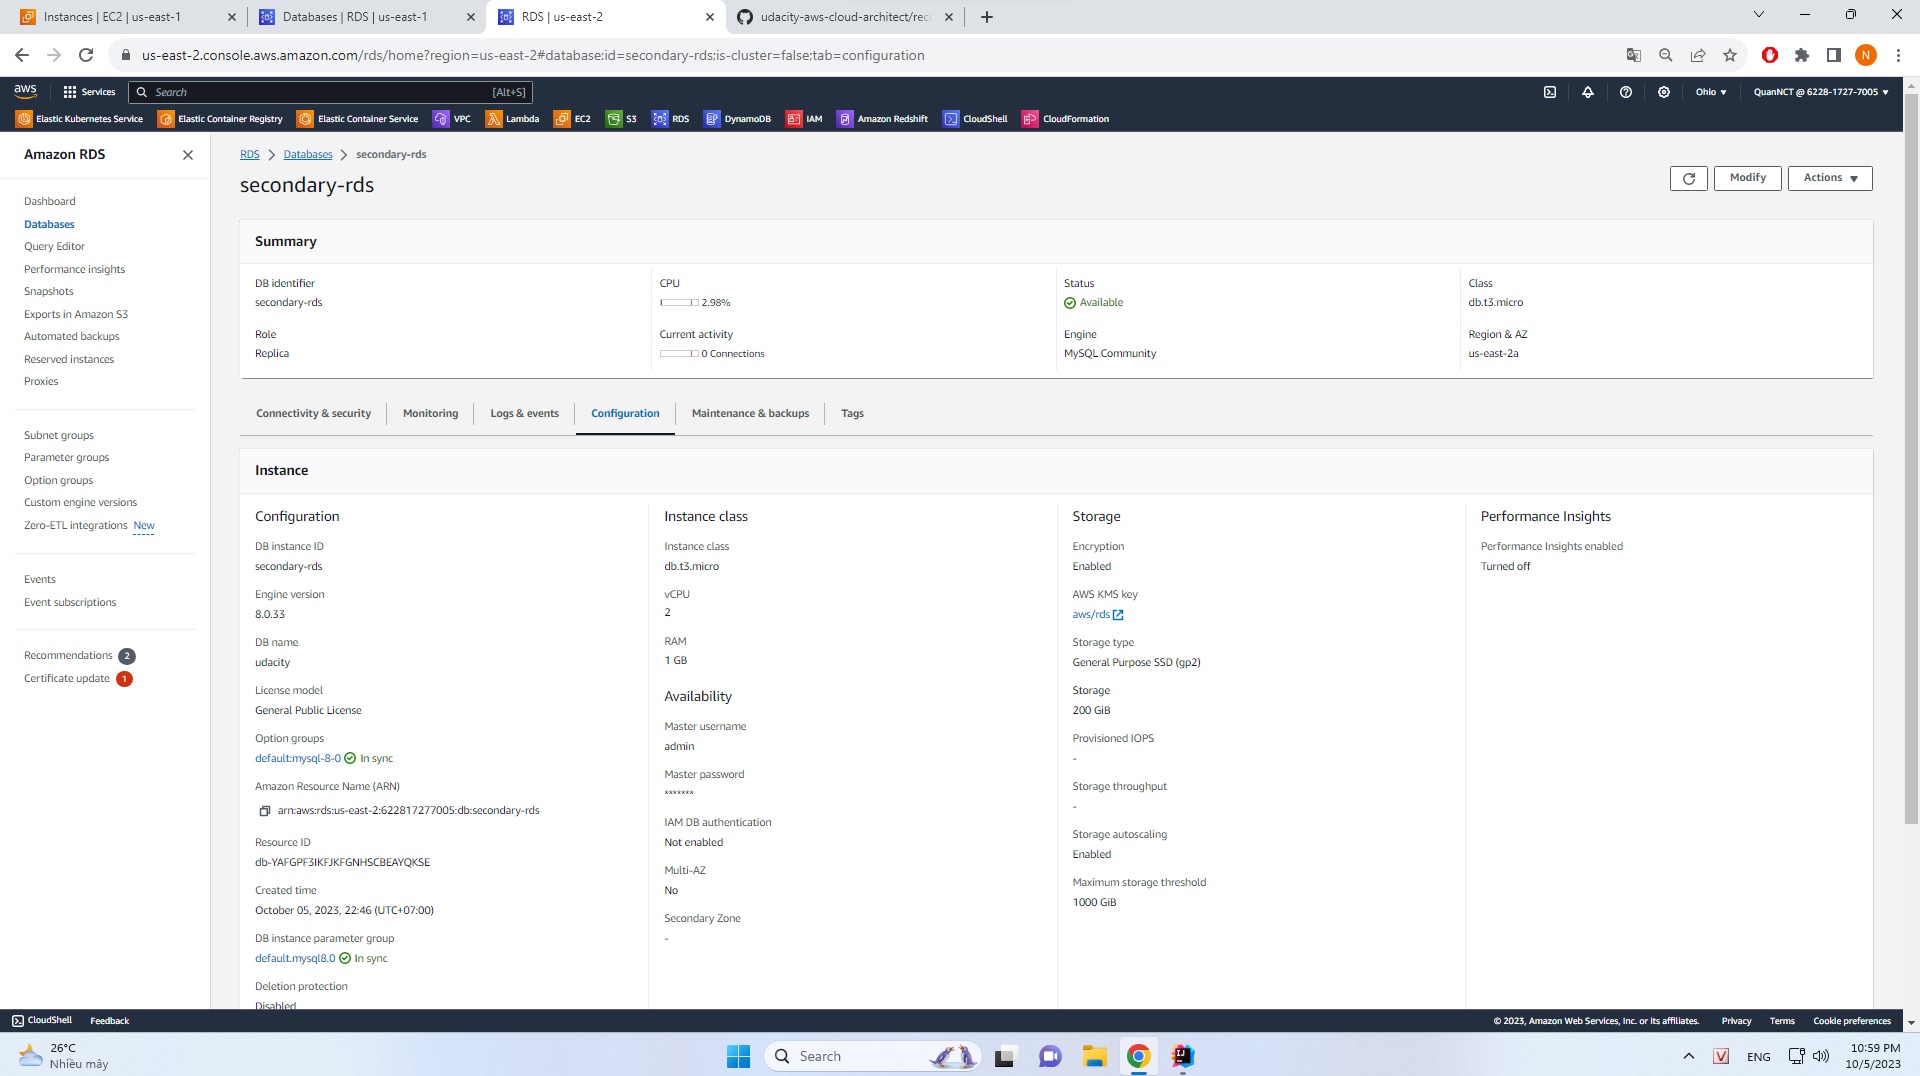 Instances | EC2 | us-east-1
Databases | RDS | us-east-1
RDS | us-east-2
udacity-aws-cloud-architect/rec
us-east-2.console.aws.amazon.com/rds/home?region=us-east-2#database:id=secondary-rds;is-cluster=false;tab=configuration
N
aws
Services
Search
[Alt+S]
Ohio
QuanNCT @ 6228-1727-7005
Elastic Kubernetes Service
Elastic Container Registry
Elastic Container Service
VPC
Lambda
EC2
S3
RDS
DynamoDB
IAM
Amazon Redshift
CloudShell
CloudFormation
Amazon RDS
Dashboard
Databases
Query Editor
Performance insights
Snapshots
Exports in Amazon S3
Automated backups
Reserved instances
Proxies
Subnet groups
Parameter groups
Option groups
Custom engine versions
Zero-ETL integrations New
Events
Event subscriptions
Recommendations 2
Certificate update 1
RDS
Databases
secondary-rds
secondary-rds
Modify
Actions
Summary
DB identifier
secondary-rds
Role
Replica
CPU
2.98%
Current activity
0 Connections
Status
Available
Engine
MySQL Community
Class
db.t3.micro
Region & AZ
us-east-2a
Connectivity & security
Monitoring
Logs & events
Configuration
Maintenance & backups
Tags
Instance
Configuration
DB instance ID
secondary-rds
Engine version
8.0.33
DB name
udacity
License model
General Public License
Option groups
default:mysql-8-0 In sync
Amazon Resource Name (ARN)
arn:aws:rds:us-east-2:622817277005:db:secondary-rds
Resource ID
db-YAFGPF3IKFJKFGNHSCBEAYQKSE
Created time
October 05, 2023, 22:46 (UTC+07:00)
DB instance parameter group
default.mysql8.0 In sync
Deletion protection
Disabled
Instance class
Instance class
db.t3.micro
vCPU
2
RAM
1 GB
Availability
Master username
admin
Master password
*******
IAM DB authentication
Not enabled
Multi-AZ
No
Secondary Zone
-
Storage
Encryption
Enabled
AWS KMS key
aws/rds
Storage type
General Purpose SSD (gp2)
Storage
200 GiB
Provisioned IOPS
-
Storage throughput
-
Storage autoscaling
Enabled
Maximum storage threshold
1000 GiB
Performance Insights
Performance Insights enabled
Turned off
CloudShell
Feedback
© 2023, Amazon Web Services, Inc. or its affiliates.
Privacy
Terms
Cookie preferences
26°C
Nhiều mây
Search
V
ENG
10:59 PM
10/5/2023